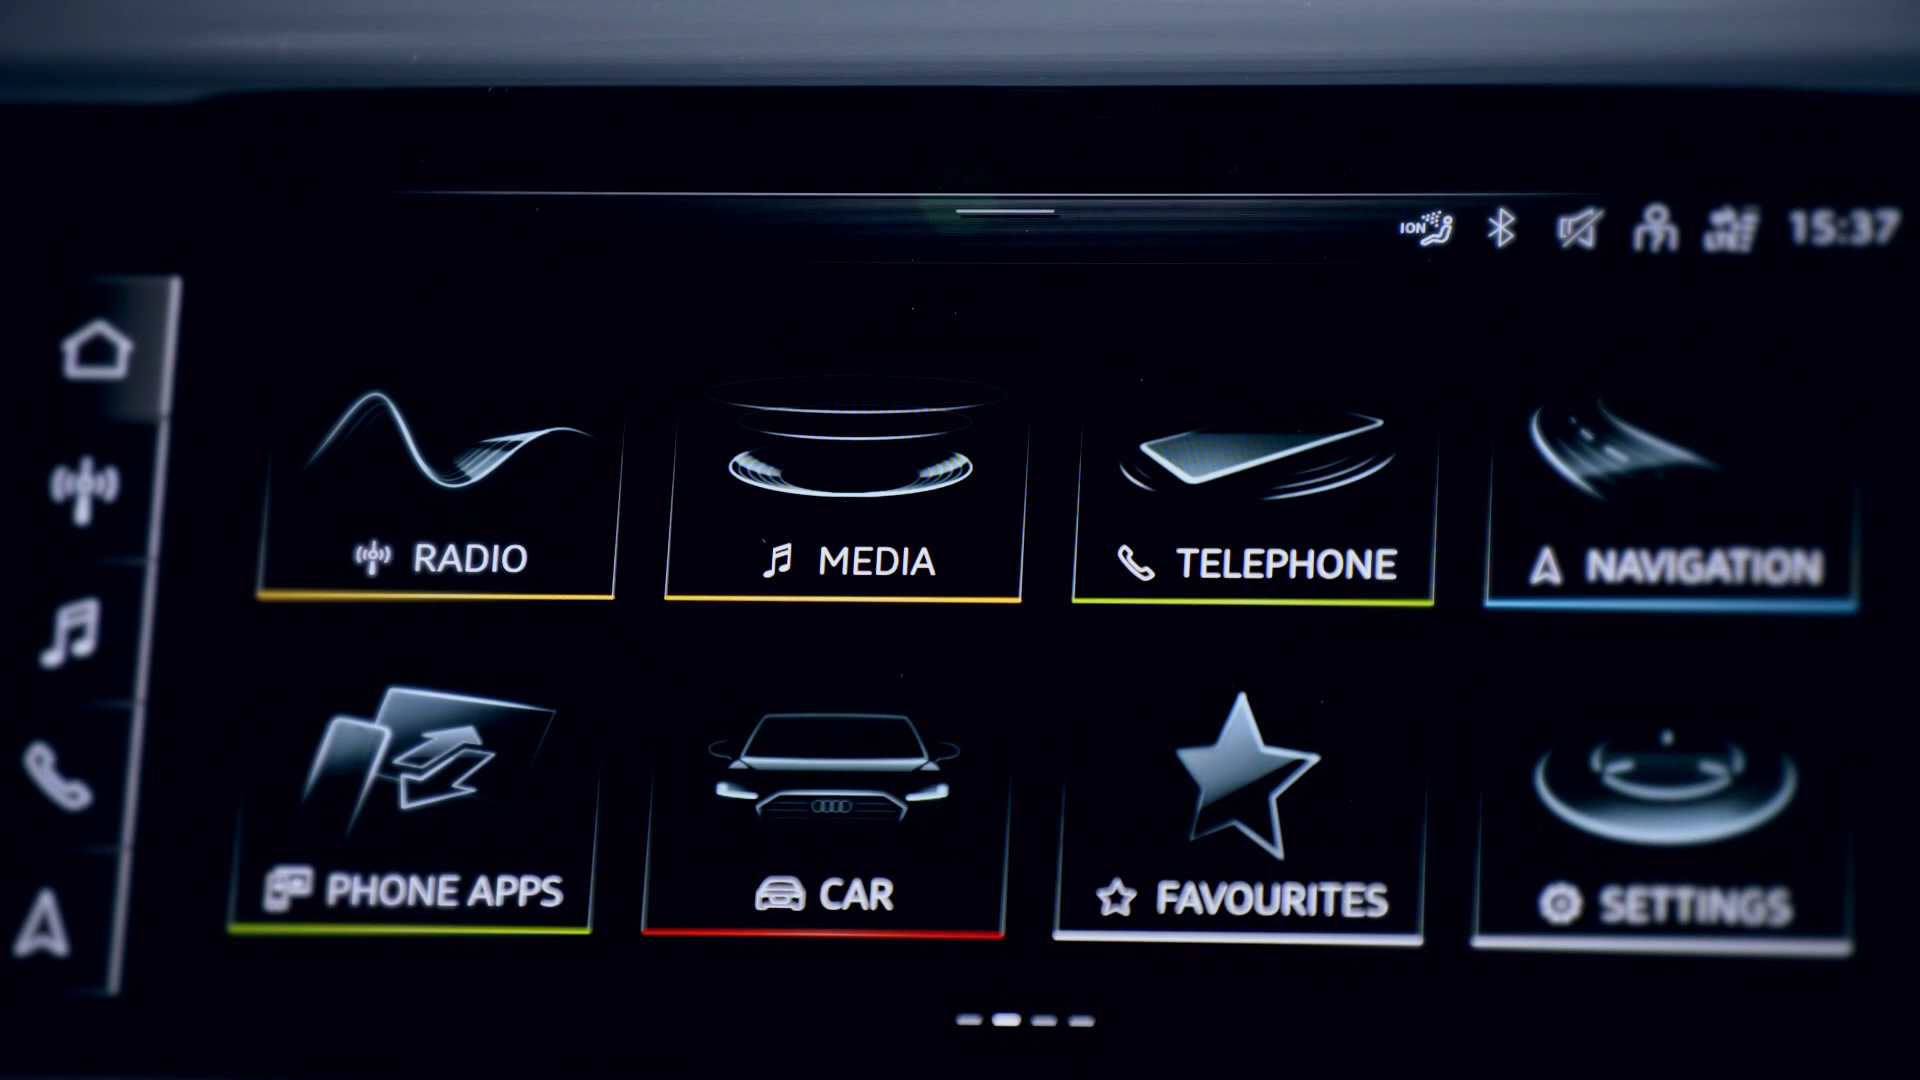 ION 15:37
RADIO MEDIA TELEPHONE NAVIGATION
PHONE APPS CAR FAVOURITES SETTINGS